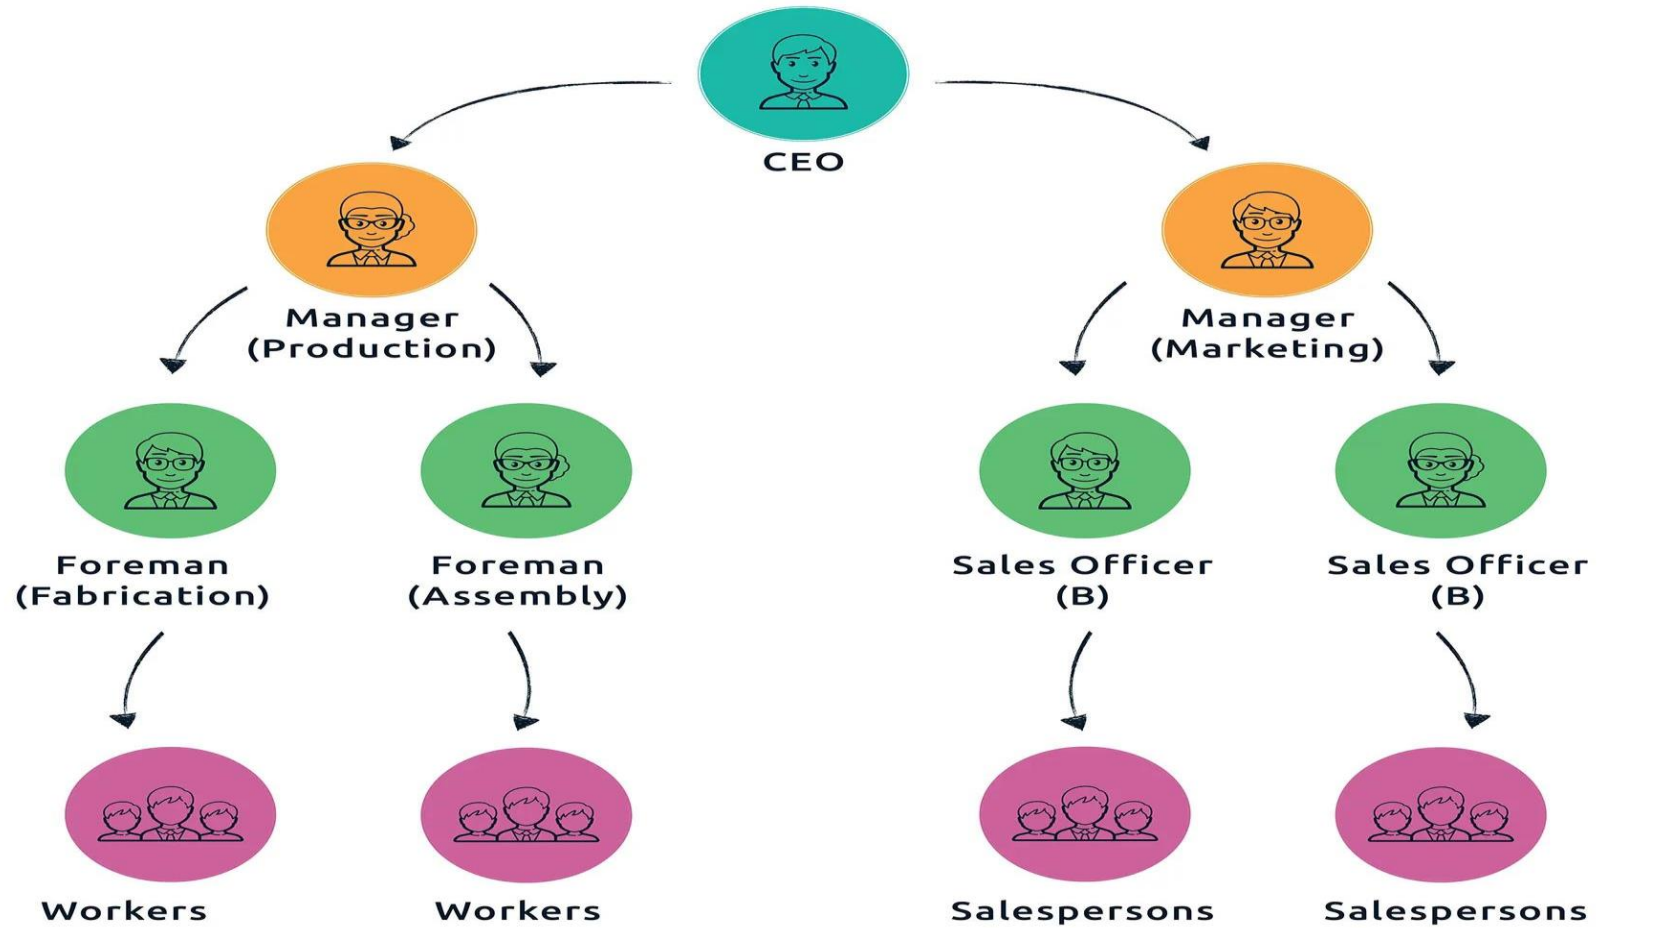 CEO
Manager
(Production)
Manager
(Marketing)
Foreman
(Fabrication)
Foreman
(Assembly)
Sales Officer
(B)
Sales Officer
(B)
Workers
Workers
Salespersons
Salespersons